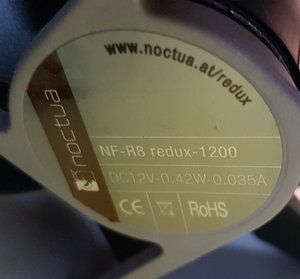 www.noctua.at/redux
noctua
NF-R8 redux-1200
DC12V-0.42W-0.035A
CE RoHS